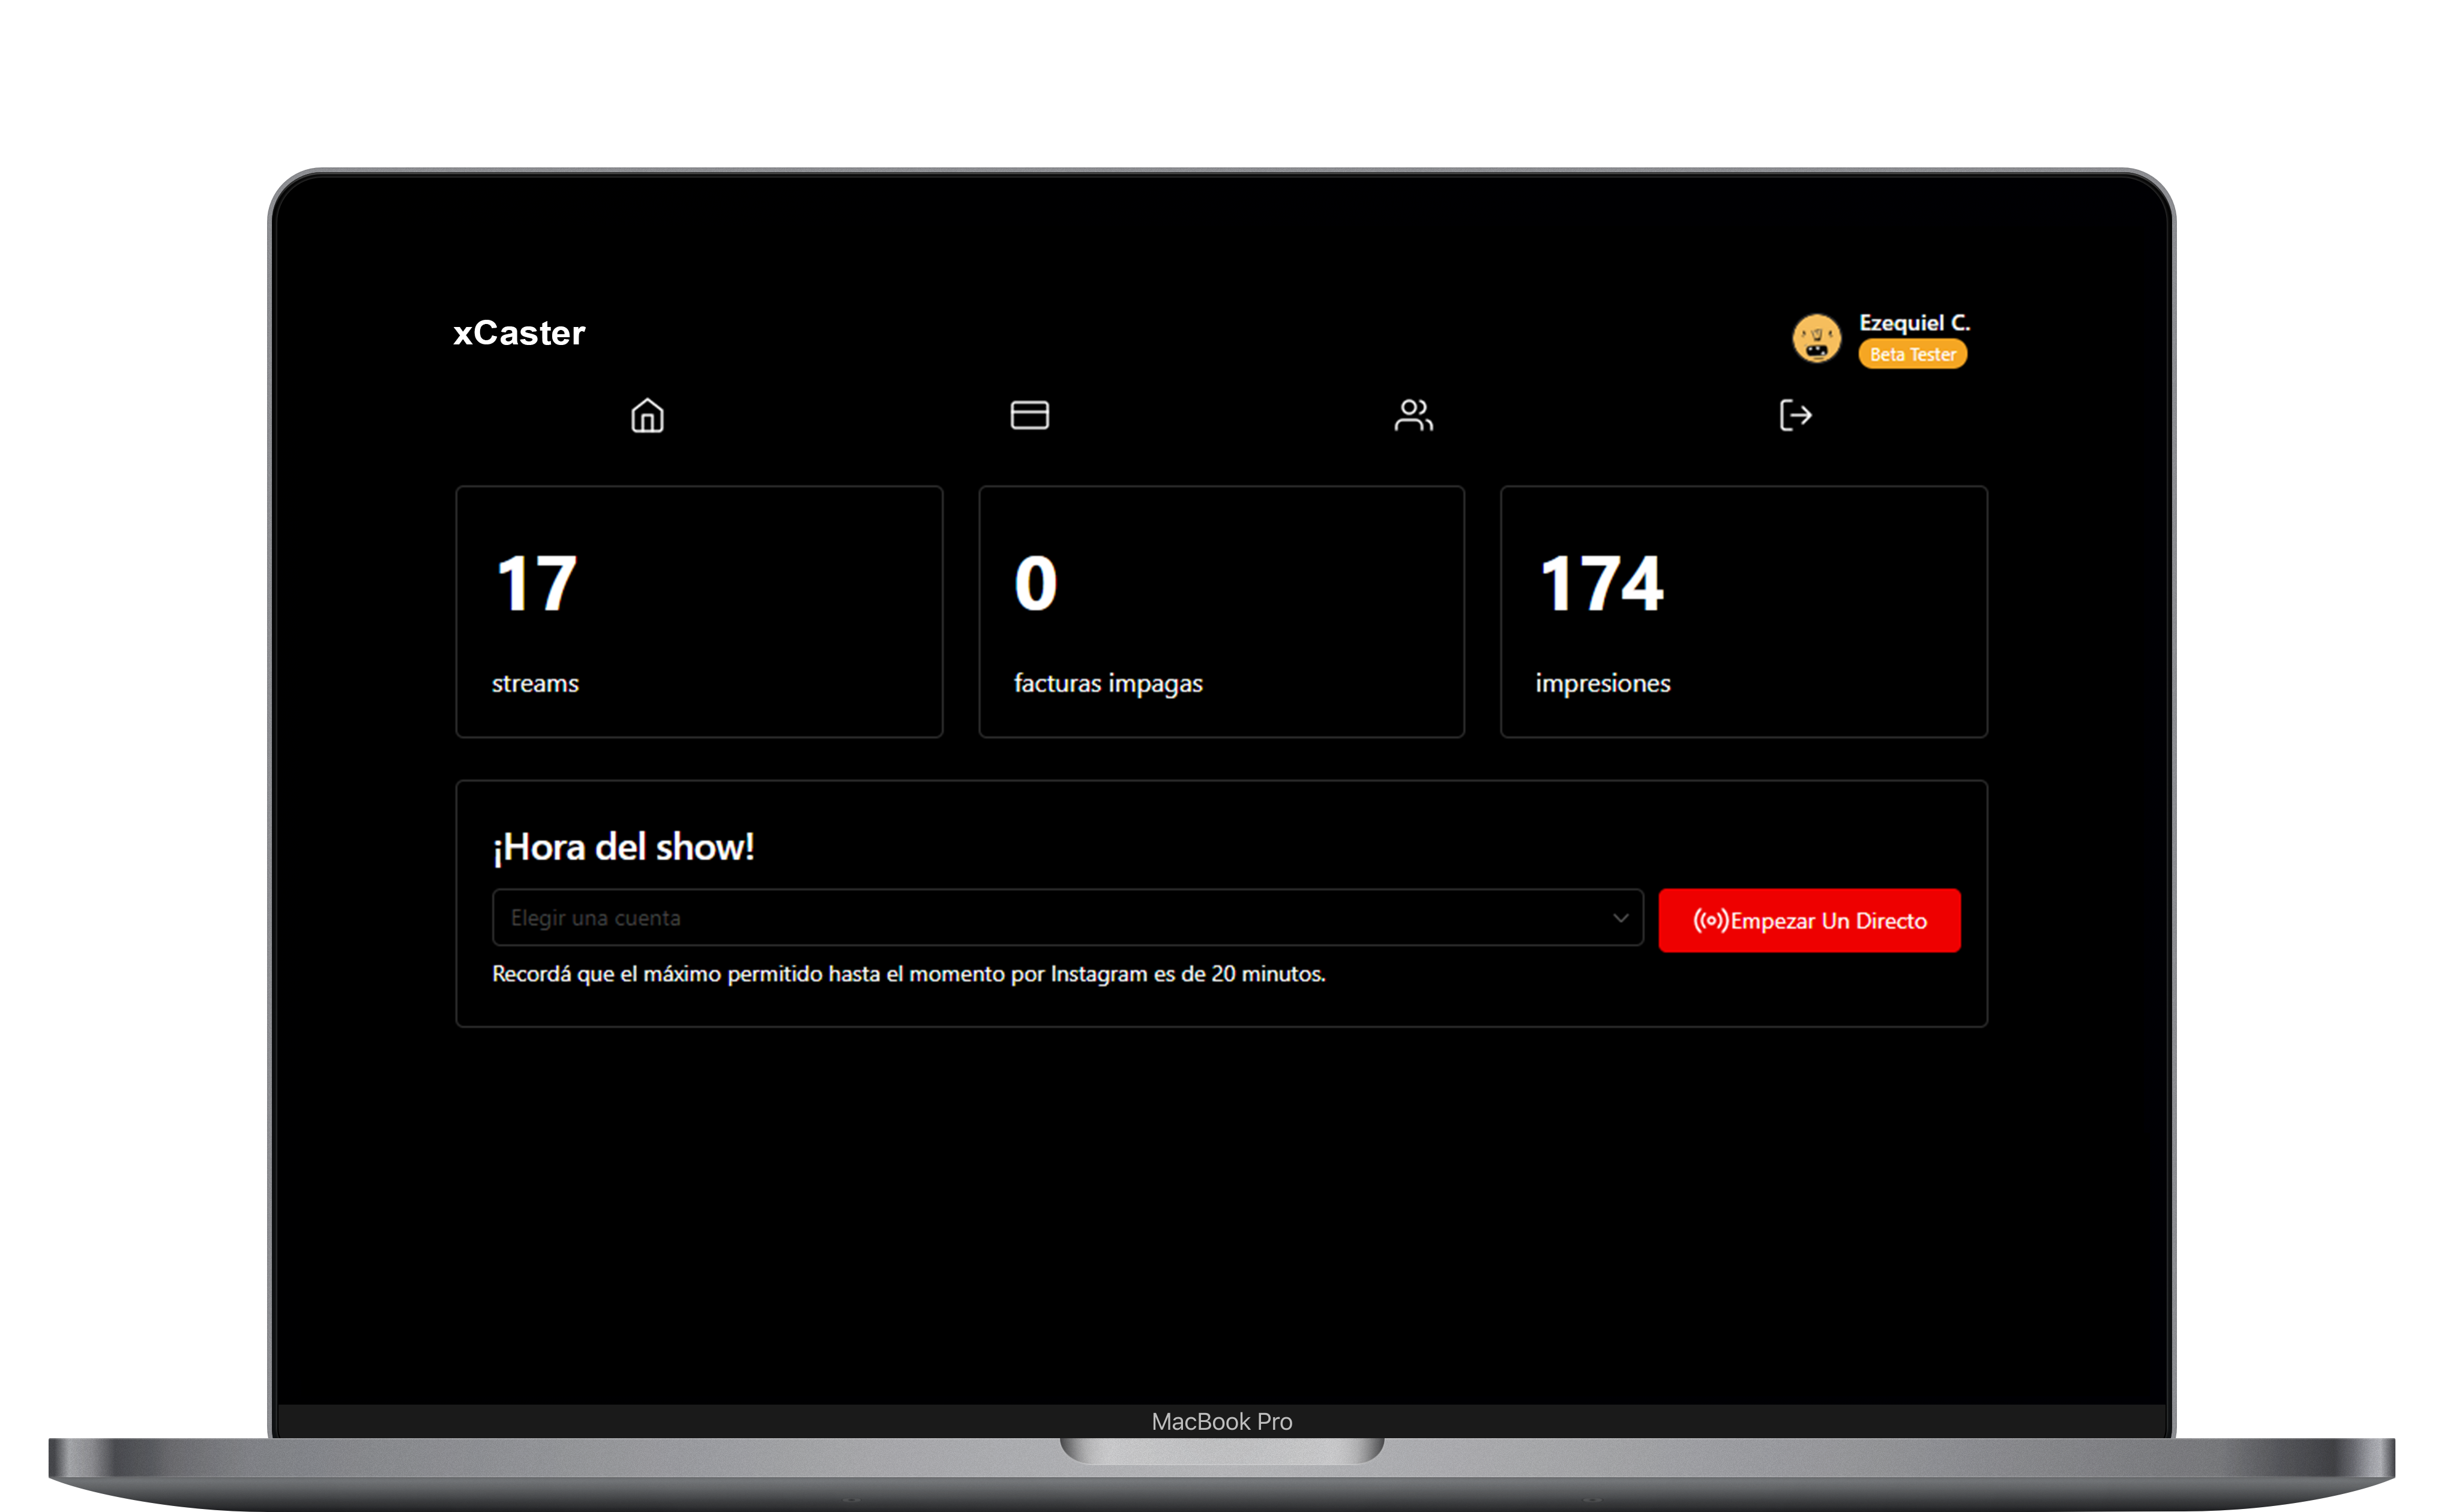 xCaster
Ezequiel C.
Beta Tester
17
streams
0
facturas impagas
174
impresiones
¡Hora del show!
Elegir una cuenta
Empezar Un Directo
Recordá que el máximo permitido hasta el momento por Instagram es de 20 minutos.
MacBook Pro